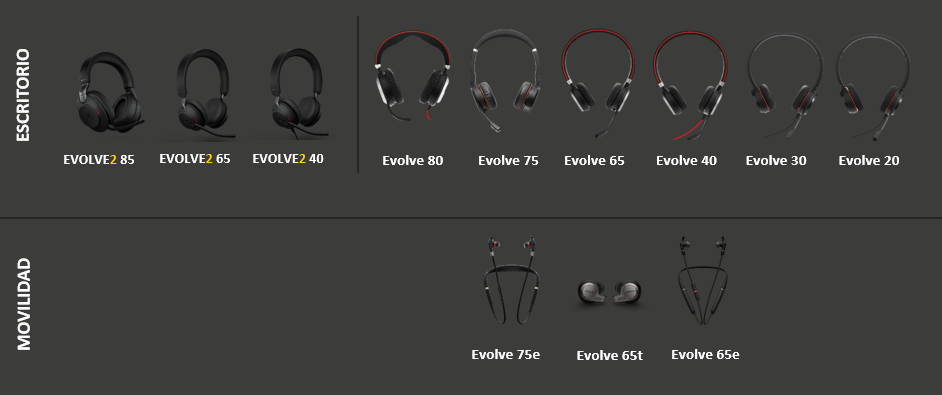 ESCRITORIO
EVOLVE2 85
EVOLVE2 65
EVOLVE2 40
Evolve 80
Evolve 75
Evolve 65
Evolve 40
Evolve 30
Evolve 20
MOVILIDAD
Evolve 75e
Evolve 65t
Evolve 65e